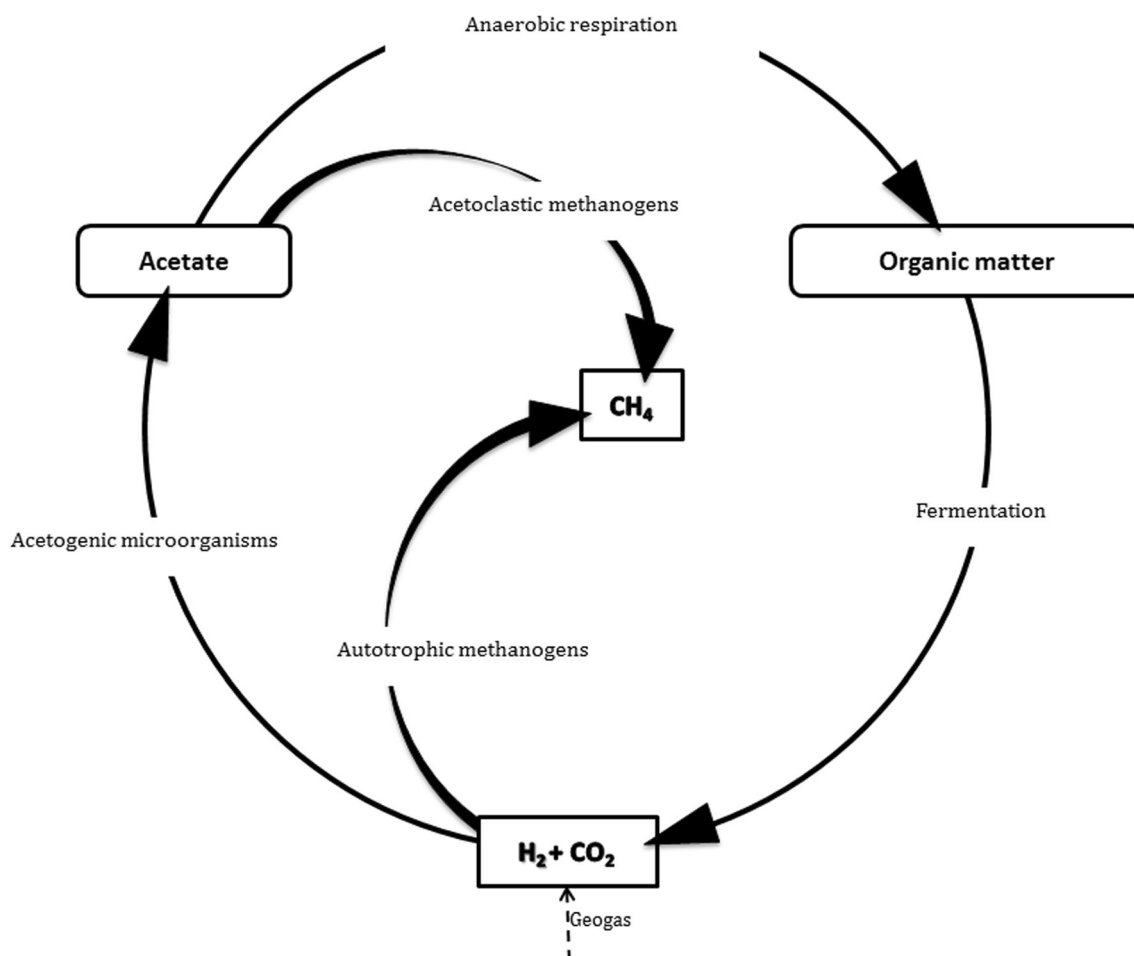 Anaerobic respiration
Acetoclastic methanogens
Acetate
Organic matter
CH₄
Fermentation
Acetogenic microorganisms
Autotrophic methanogens
H₂+ CO₂
Geogas